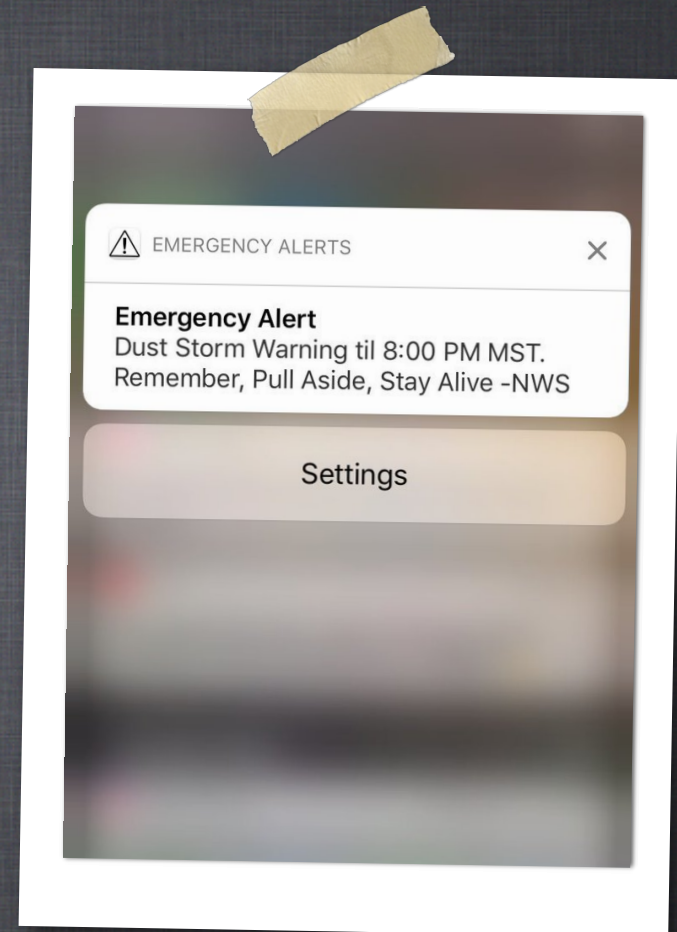 EMERGENCY ALERTS
Emergency Alert
Dust Storm Warning til 8:00 PM MST.
Remember, Pull Aside, Stay Alive -NWS
Settings